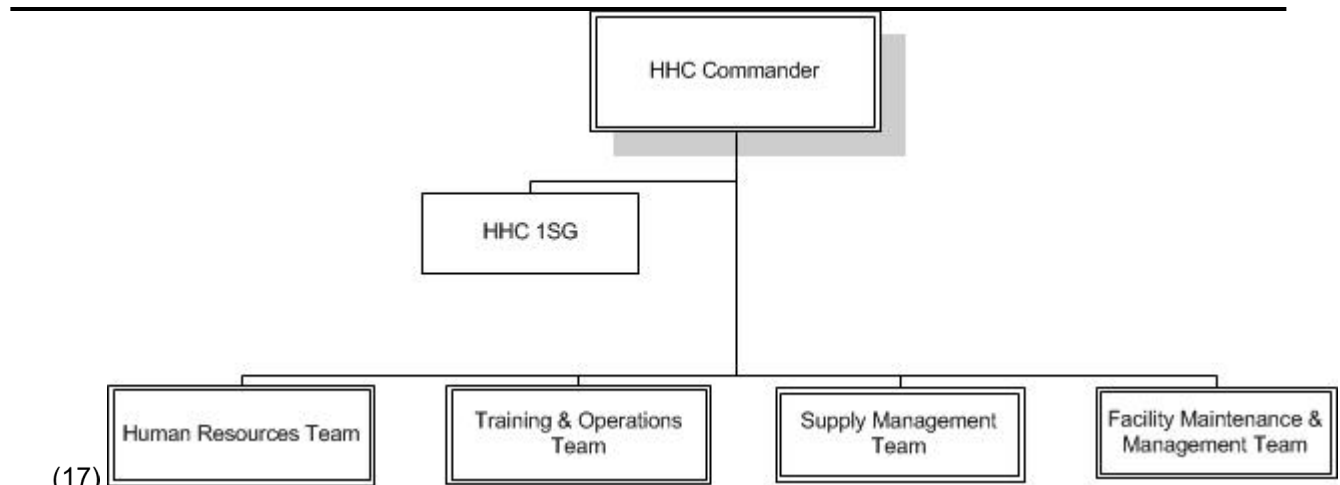 HHC Commander
HHC 1SG
Human Resources Team
Training & Operations
Team
Supply Management
Team
Facility Maintenance &
Management Team
(17)